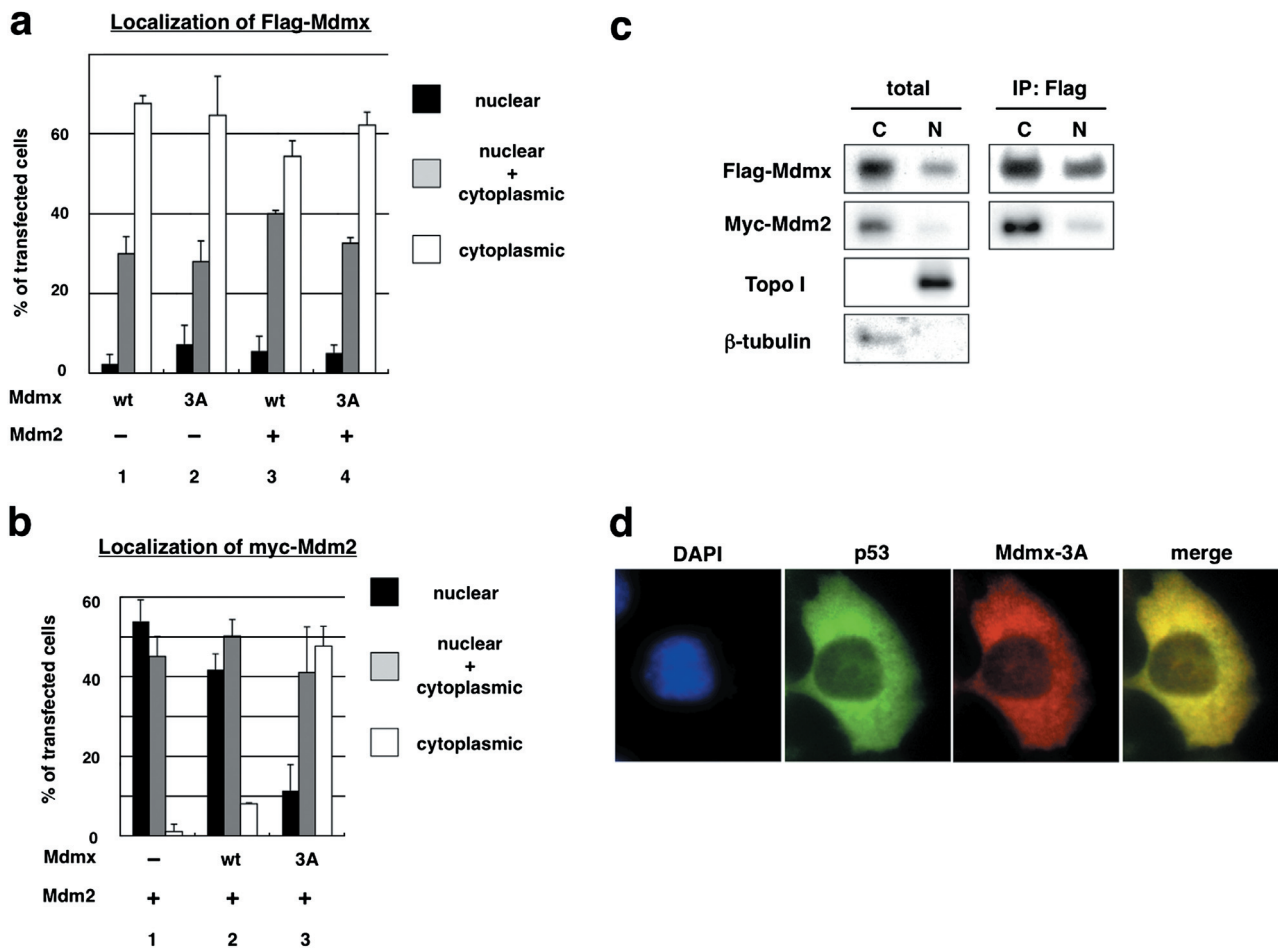 a
Localization of Flag-Mdmx
% of transfected cells
60
40
20
0
nuclear
nuclear
+
cytoplasmic
cytoplasmic
Mdmx wt 3A wt 3A
Mdm2 − − + +
1 2 3 4
b
Localization of myc-Mdm2
% of transfected cells
60
40
20
0
nuclear
nuclear
+
cytoplasmic
cytoplasmic
Mdmx − wt 3A
Mdm2 + + +
1 2 3
c
total IP: Flag
C N C N
Flag-Mdmx
Myc-Mdm2
Topo I
β-tubulin
d
DAPI p53 Mdmx-3A merge